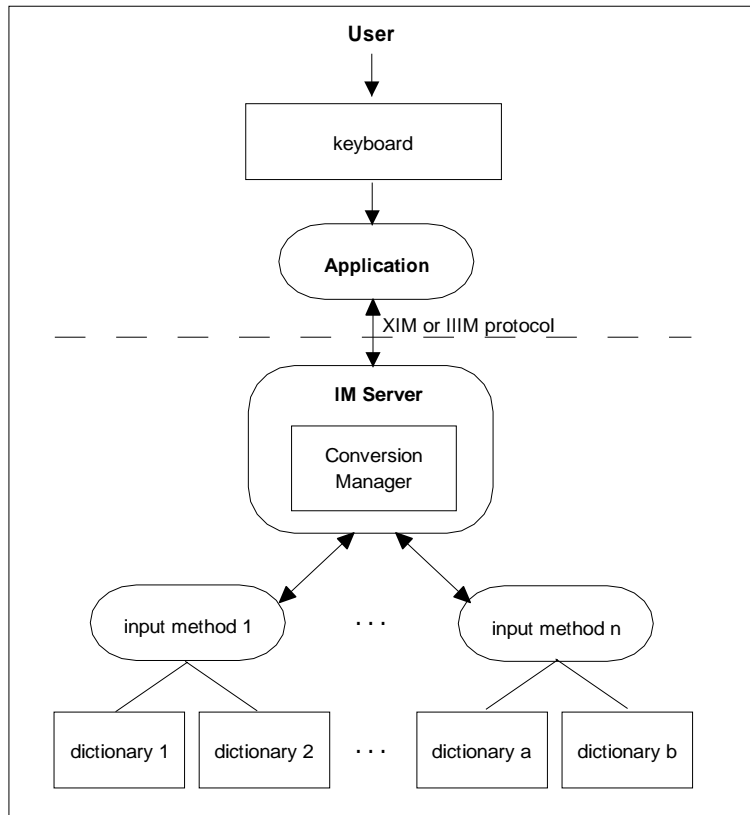 User
keyboard
Application
XIM or IIIM protocol
IM Server
Conversion
Manager
input method 1
. . .
input method n
dictionary 1
dictionary 2
. . .
dictionary a
dictionary b